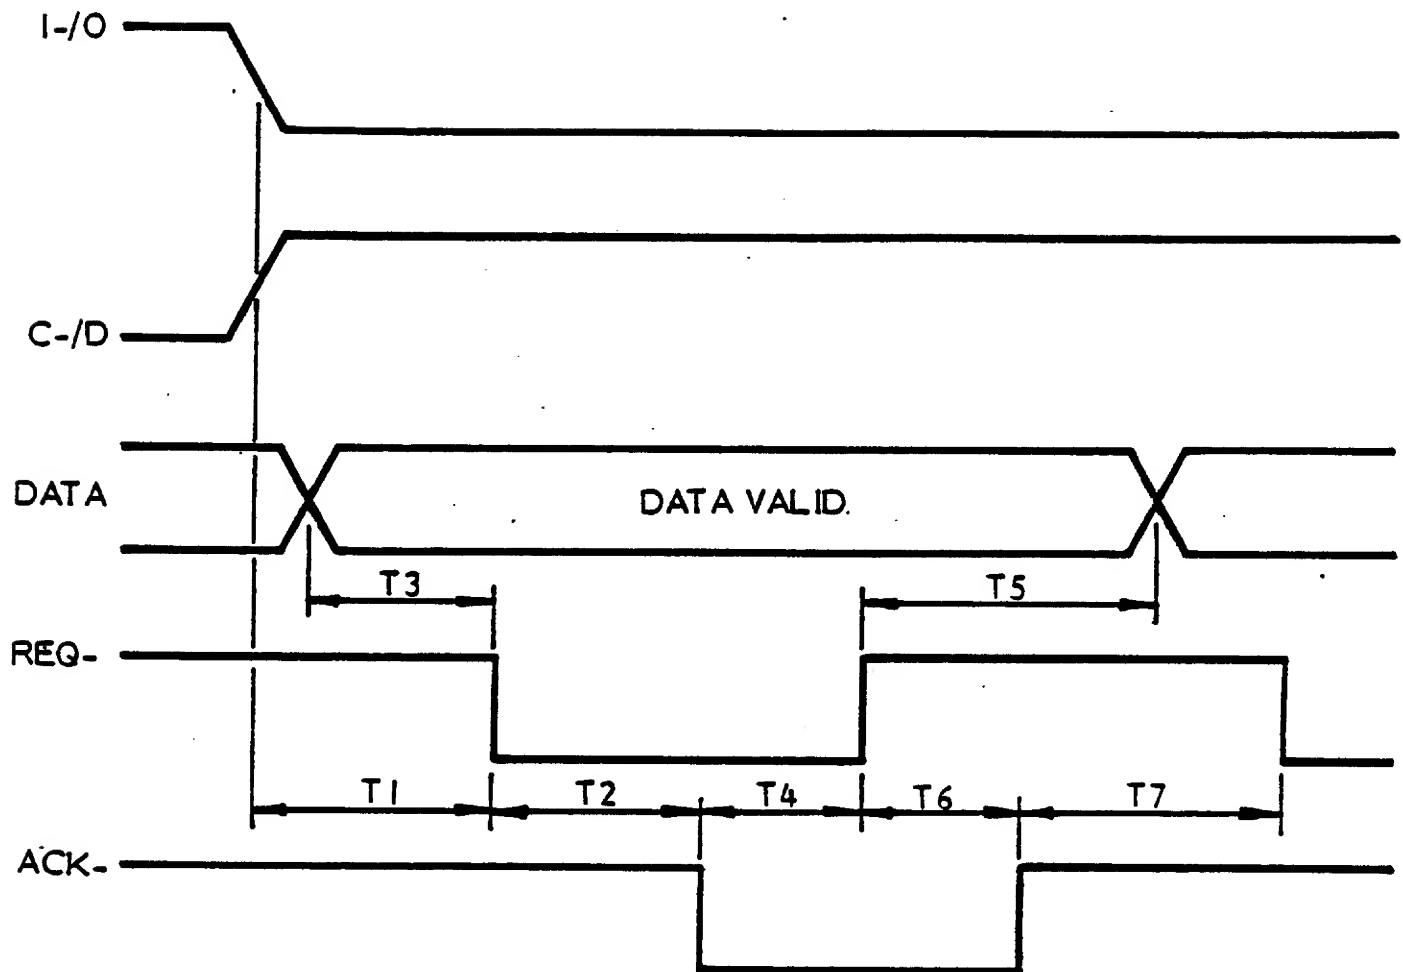 I-/O
C-/D
DATA
DATA VALID.
T3
T5
REQ-
T1
T2
T4
T6
T7
ACK-